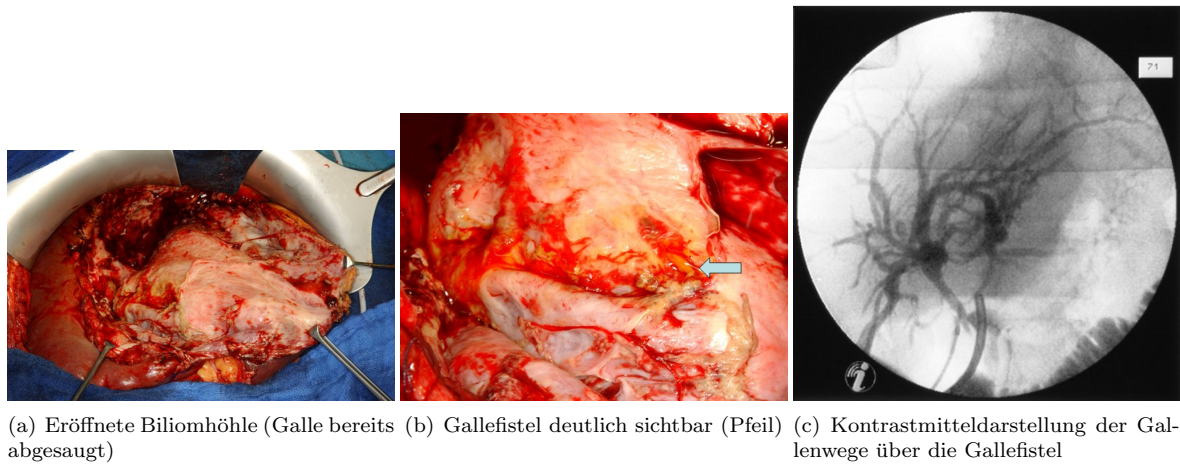 71
i
(a) Eröffnete Biliomhöhle (Galle bereits
abgesaugt)
(b) Gallefistel deutlich sichtbar (Pfeil)
(c) Kontrastmitteldarstellung der Gal-
lenwege über die Gallefistel